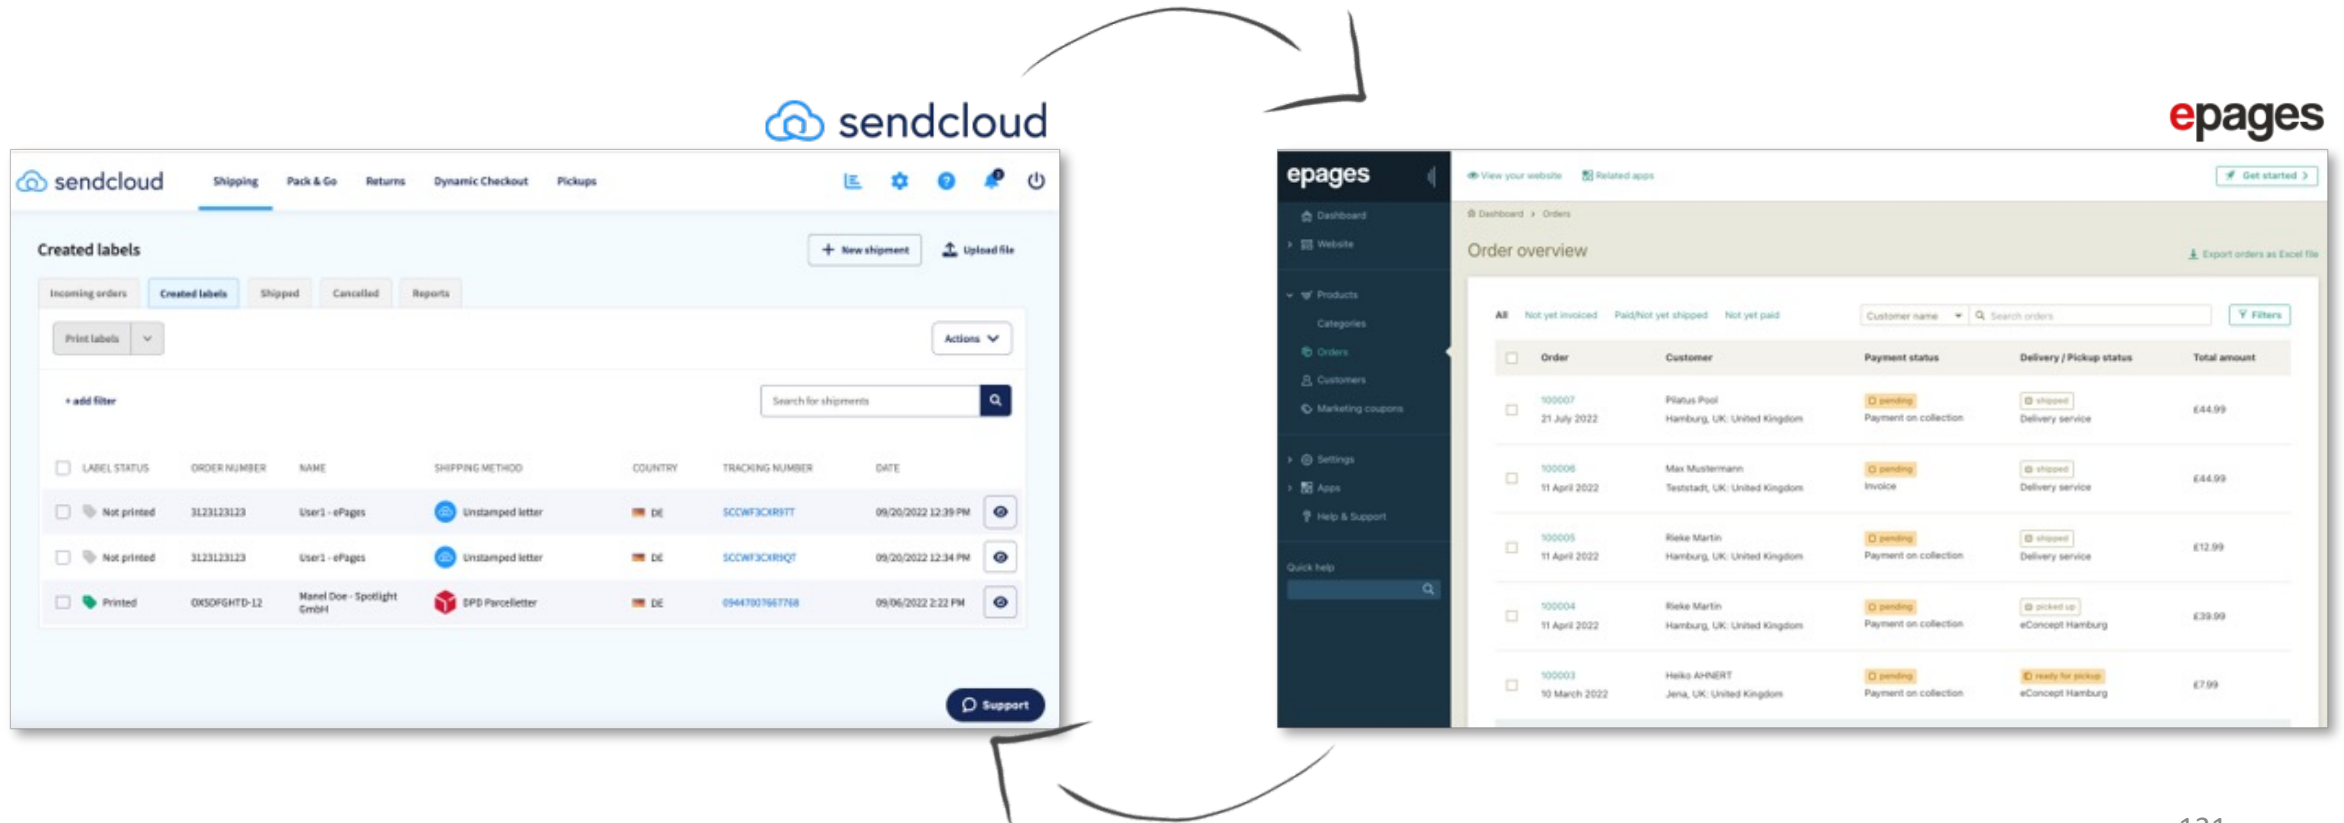 sendcloud
epages
sendcloud Shipping Pack & Go Returns Dynamic Checkout Pickups
Created labels + New shipment Upload file
Incoming orders Created labels Shipped Cancelled Reports
Print labels Actions
+ add filter Search for shipments
LABEL STATUS ORDER NUMBER NAME SHIPPING METHOD COUNTRY TRACKING NUMBER DATE
Not printed 3123123123 User1 - ePages Unstamped letter DE 09/20/2022 12:39 PM
Not printed 3123123123 User1 - ePages Unstamped letter DE 09/20/2022 12:34 PM
Printed OXSDFGHTD-12 Manel Doe - Spotlight GmbH DPD Parcelletter DE 09447007667768 09/06/2022 2:22 PM
Support
epages
Dashboard
Website
Products
Categories
Orders
Customers
Marketing coupons
Settings
Apps
Help & Support
Quick help
View your website Related apps Get started >
Dashboard > Orders
Order overview Export orders as Excel file
All Not yet invoiced Paid/Not yet shipped Not yet paid Customer name Search orders Filters
Order Customer Payment status Delivery / Pickup status Total amount
100007 Pilatus Pool pending shipped £44.99
21 July 2022 Hamburg, UK: United Kingdom Payment on collection Delivery service
100006 Max Mustermann pending shipped £44.99
11 April 2022 Teststadt, UK: United Kingdom Invoice Delivery service
100005 Rieke Martin pending shipped £12.99
11 April 2022 Hamburg, UK: United Kingdom Payment on collection Delivery service
100004 Rieke Martin pending picked up £39.99
11 April 2022 Hamburg, UK: United Kingdom Payment on collection eConcept Hamburg
100003 Heiko AHNERT pending ready for pickup £7.99
10 March 2022 Jena, UK: United Kingdom Payment on collection eConcept Hamburg